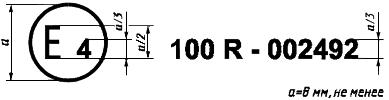 a E 4 a/2 a/3 100 R - 002492 a/3
a=8 мм, не менее